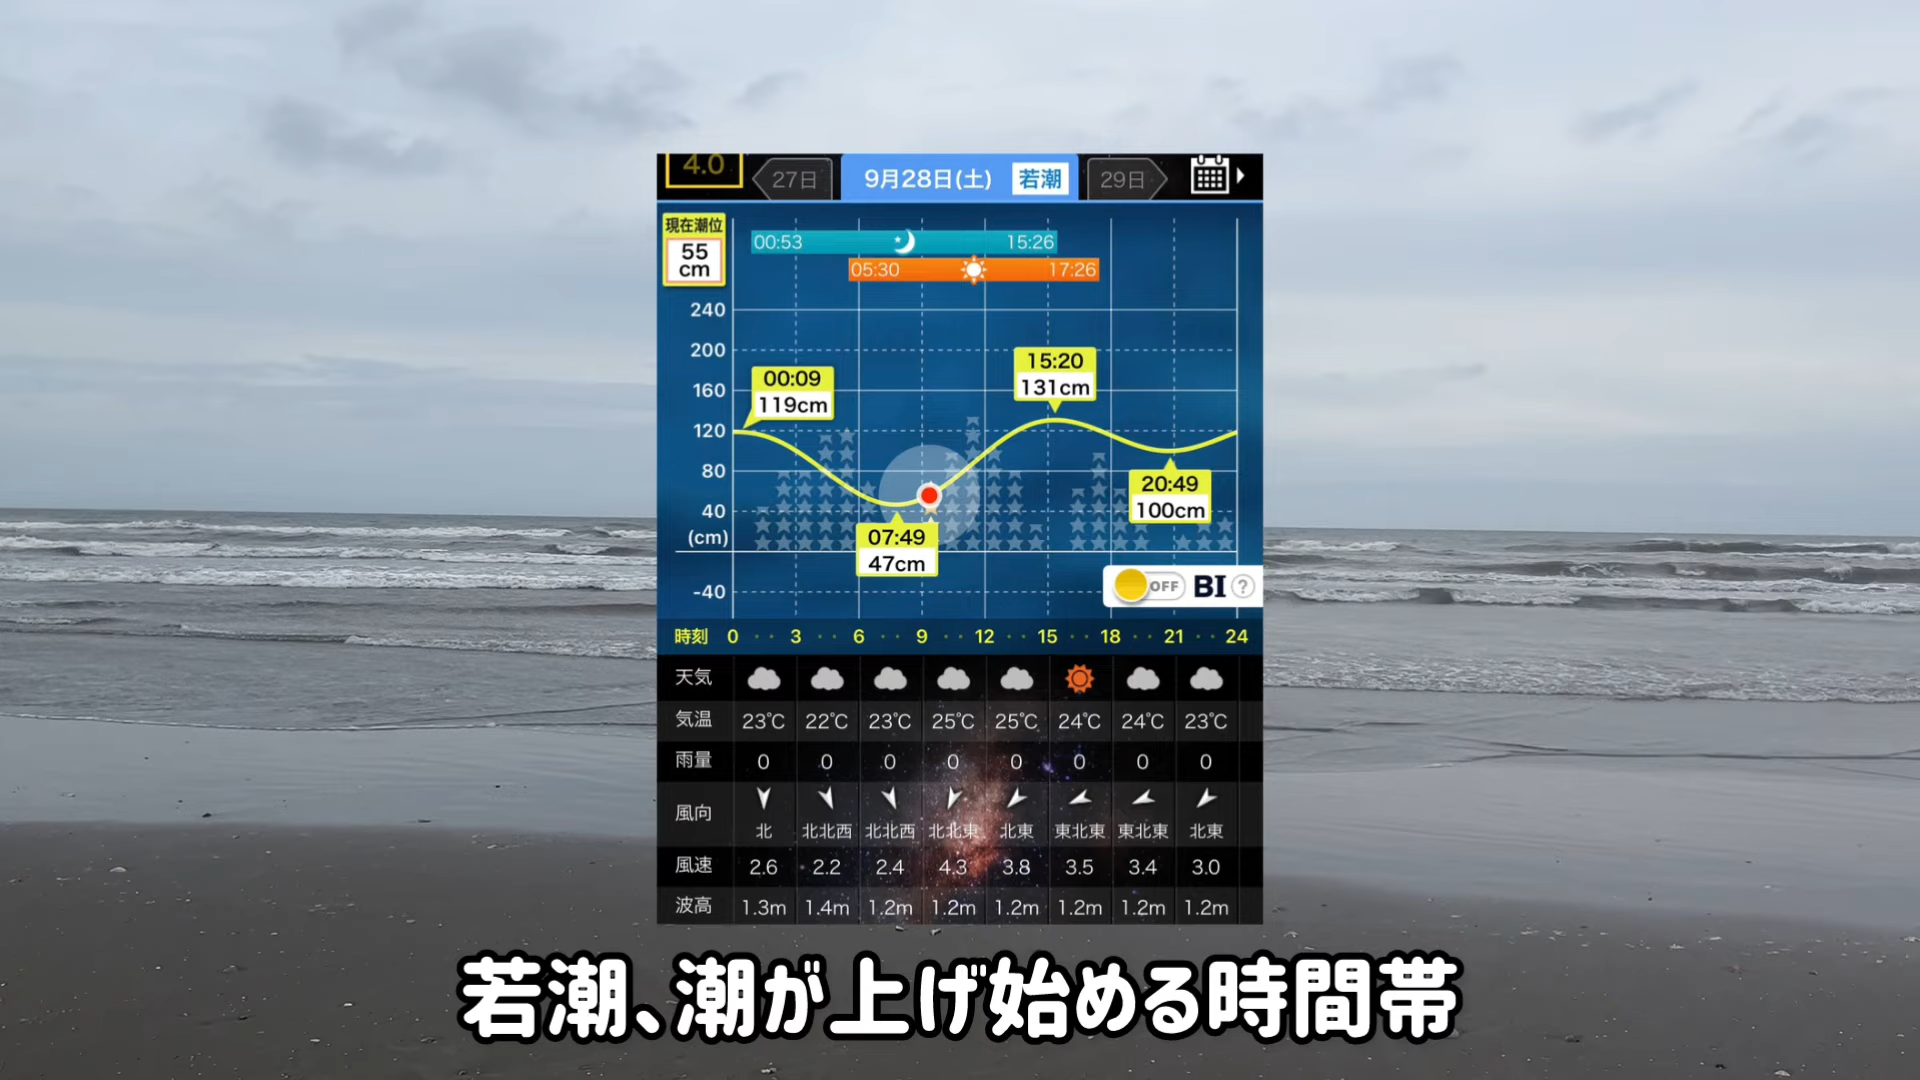 4.0
27日
9月28日(土) 若潮
29日
現在潮位
55
cm
00:53 15:26
05:30 17:26
240
200
160
120
80
40
(cm)
-40
00:09
119cm
07:49
47cm
15:20
131cm
20:49
100cm
OFF BI ?
時刻 0 3 6 9 12 15 18 21 24
天気
気温 23℃ 22℃ 23℃ 25℃ 25℃ 24℃ 24℃ 23℃
雨量 0 0 0 0 0 0 0 0
風向 北 北北西 北北西 北北東 北東 東北東 東北東 北東
風速 2.6 2.2 2.4 4.3 3.8 3.5 3.4 3.0
波高 1.3m 1.4m 1.2m 1.2m 1.2m 1.2m 1.2m 1.2m
若潮、潮が上げ始める時間帯